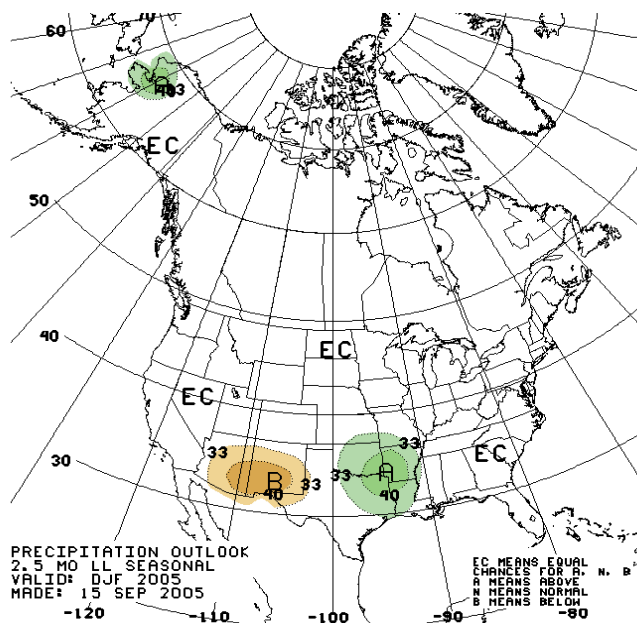 70
60
A
40 33
EC
50
40
EC
EC
33
33
33
33
A
EC
30
B
40
40
PRECIPITATION OUTLOOK
2.5 MO LL SEASONAL
VALID: DJF 2005
MADE: 15 SEP 2005
EC MEANS EQUAL
CHANCES FOR A, N, B
A MEANS ABOVE
N MEANS NORMAL
B MEANS BELOW
-120
-110
-100
-90
-80